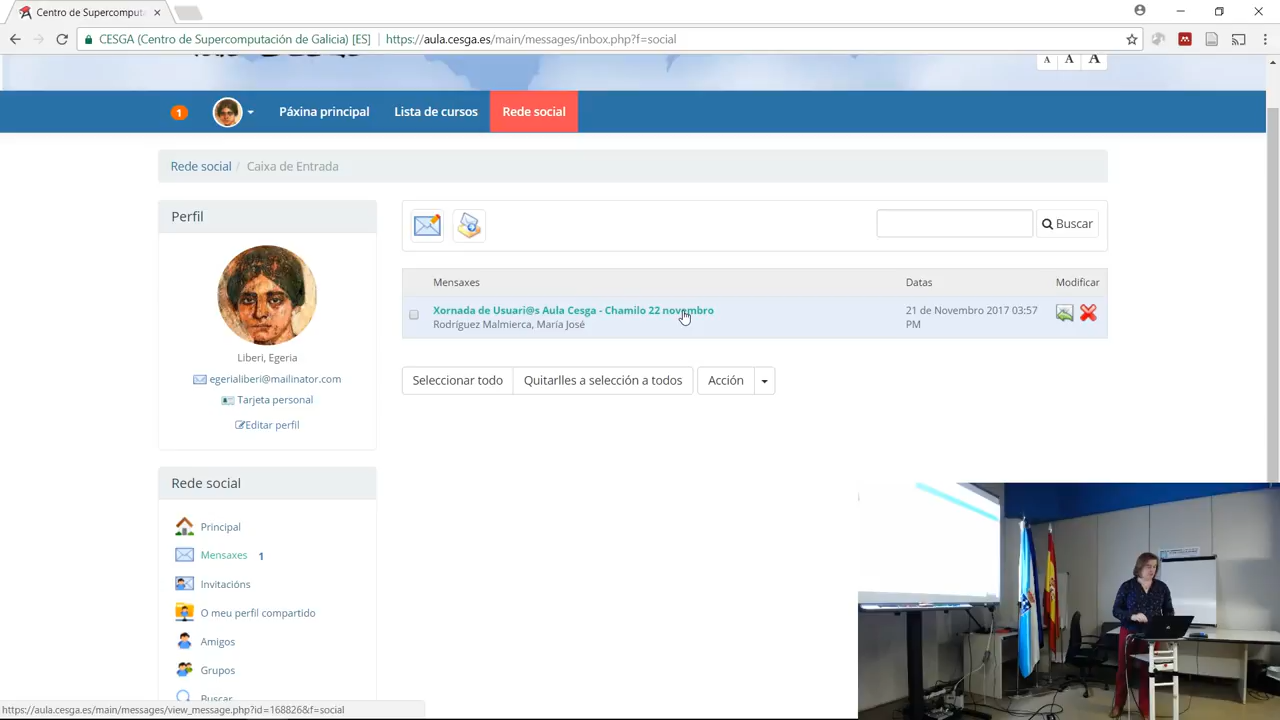 Centro de Supercomputa
CESGA (Centro de Supercomputación de Galicia) [ES]
https://aula.cesga.es/main/messages/inbox.php?f=social
A A A
1
Páxina principal
Lista de cursos
Rede social
Rede social / Caixa de Entrada
Perfil
Liberi, Egeria
egerialiberi@mailinator.com
Tarjeta personal
Editar perfil
Buscar
Mensaxes
Datas
Modificar
Xornada de Usuari@s Aula Cesga - Chamilo 22 novembro
Rodríguez Malmierca, María José
21 de Novembro 2017 03:57
PM
Seleccionar todo
Quitarlles a selección a todos
Acción
Rede social
Principal
Mensaxes 1
Invitacións
O meu perfil compartido
Amigos
Grupos
Buscar
https://aula.cesga.es/main/messages/view_message.php?id=168826&f=social